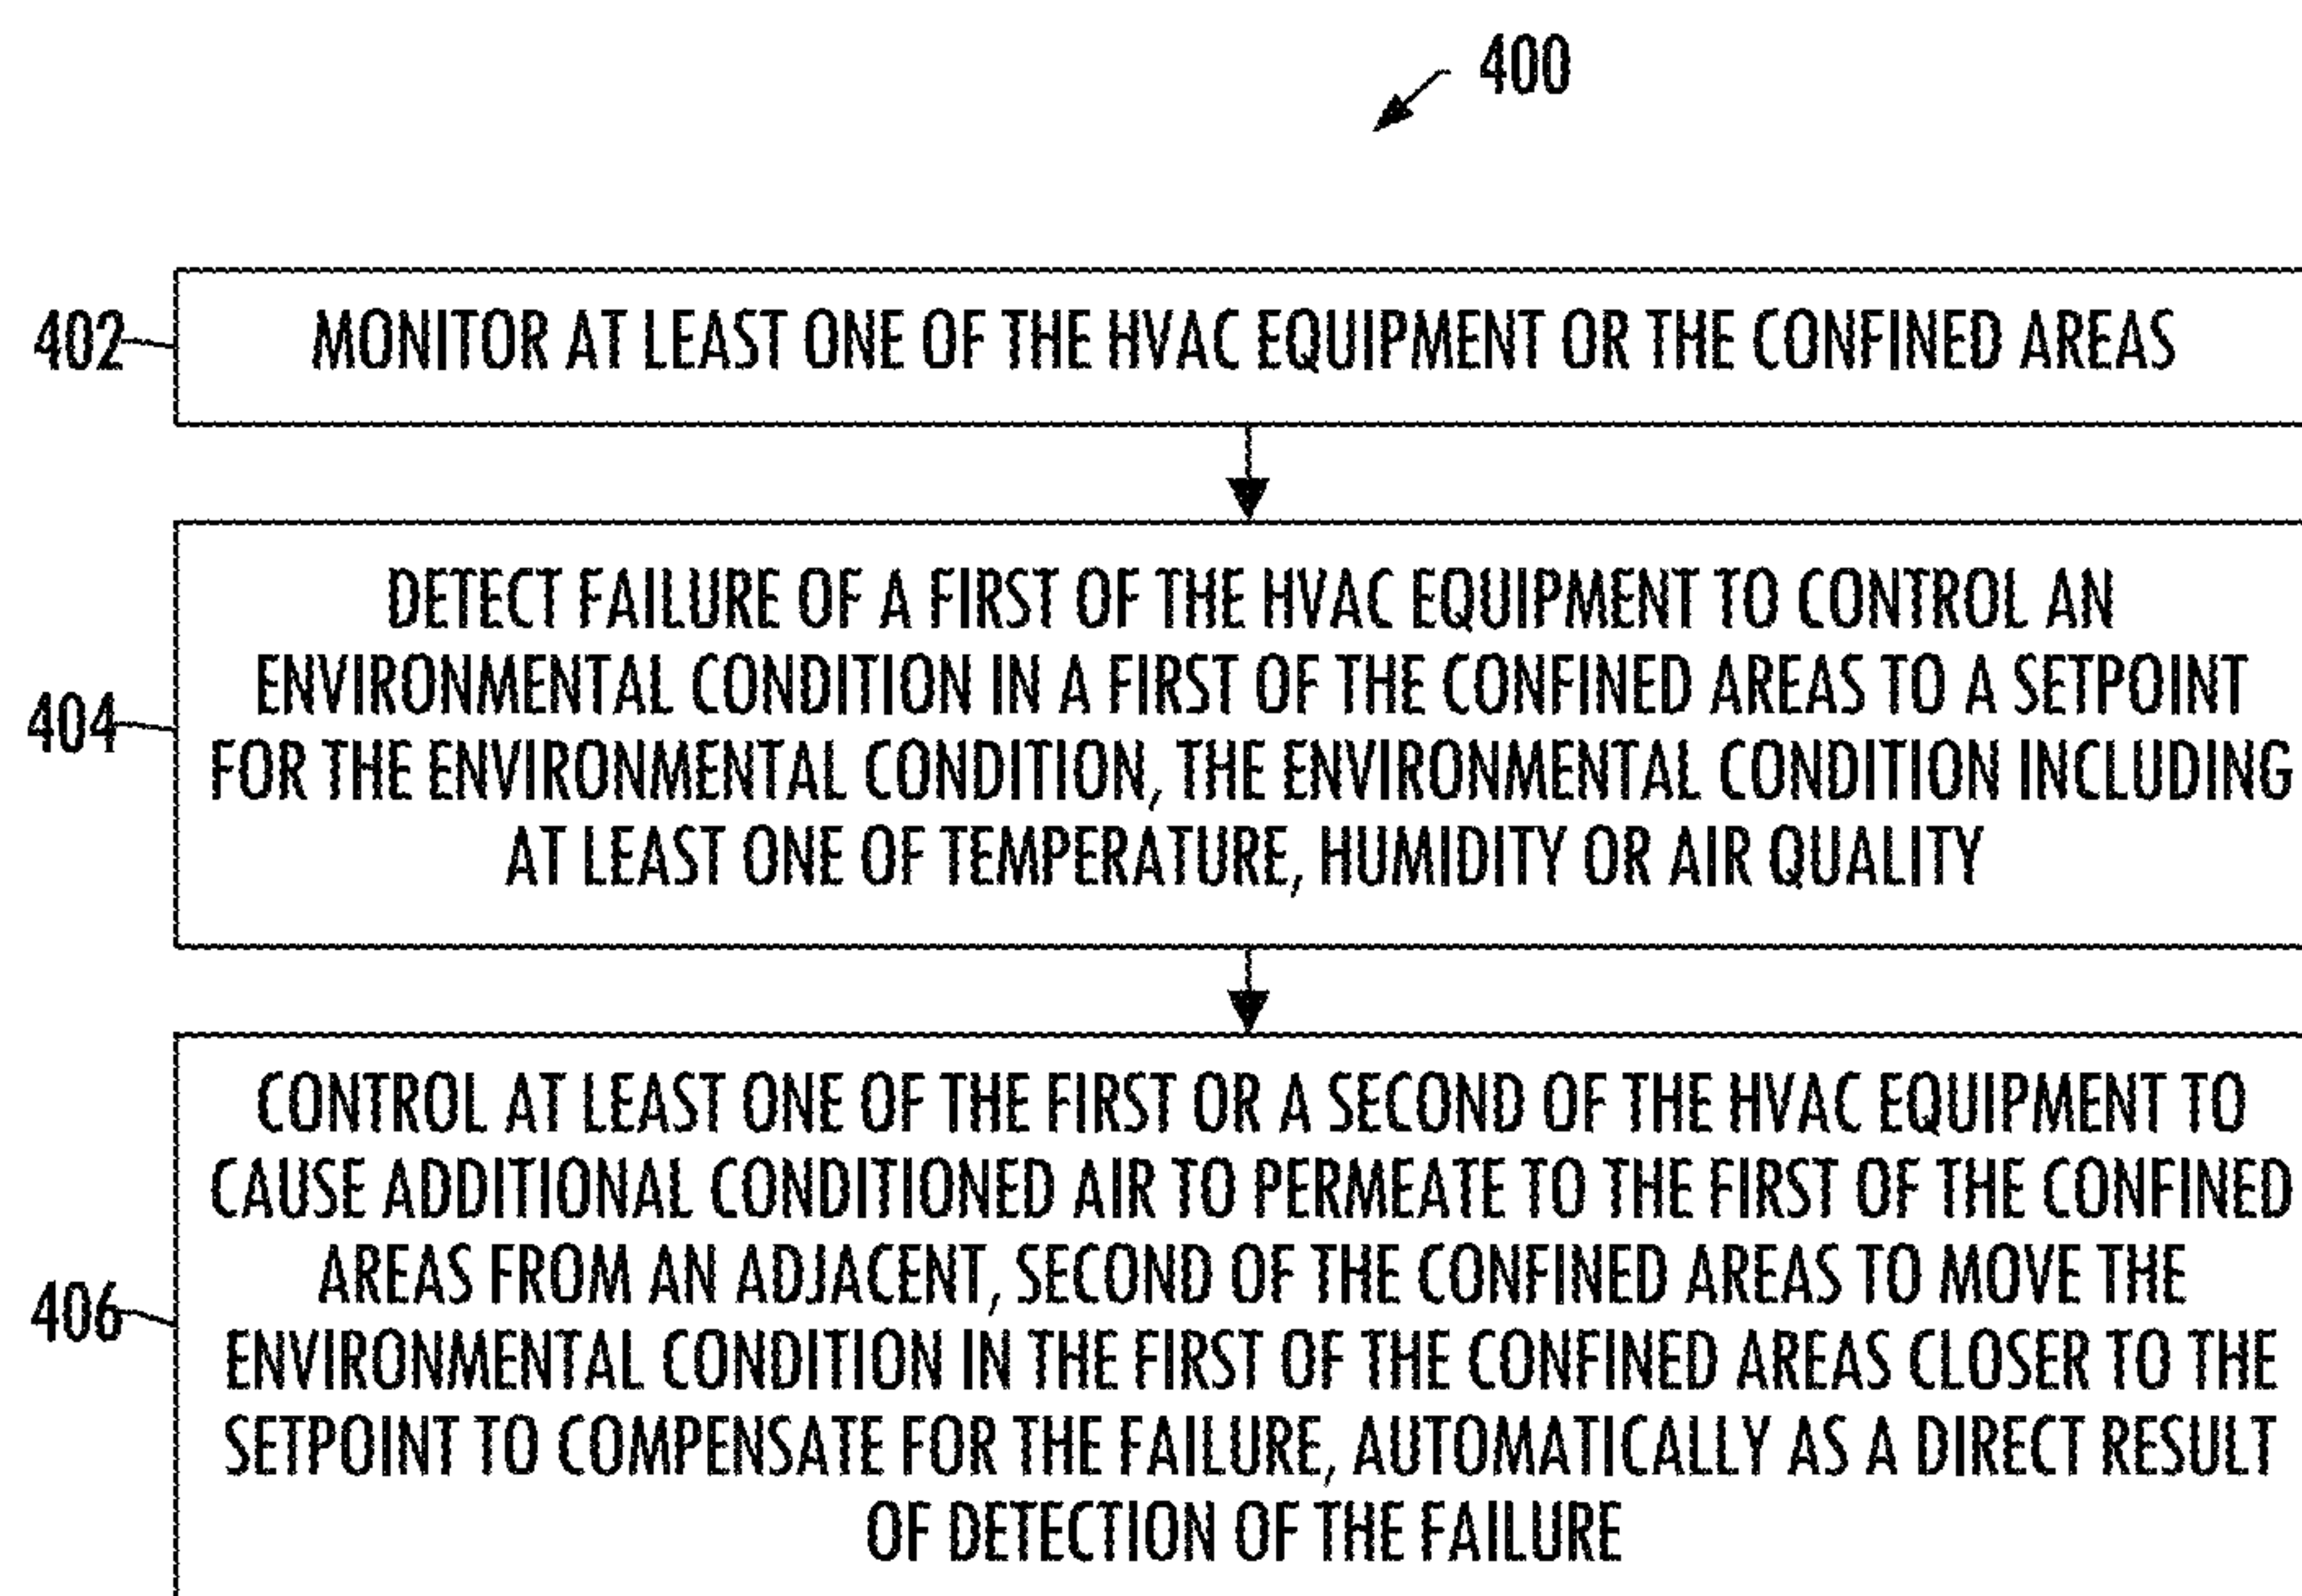 400
402
MONITOR AT LEAST ONE OF THE HVAC EQUIPMENT OR THE CONFINED AREAS
404
DETECT FAILURE OF A FIRST OF THE HVAC EQUIPMENT TO CONTROL AN
ENVIRONMENTAL CONDITION IN A FIRST OF THE CONFINED AREAS TO A SETPOINT
FOR THE ENVIRONMENTAL CONDITION, THE ENVIRONMENTAL CONDITION INCLUDING
AT LEAST ONE OF TEMPERATURE, HUMIDITY OR AIR QUALITY
406
CONTROL AT LEAST ONE OF THE FIRST OR A SECOND OF THE HVAC EQUIPMENT TO
CAUSE ADDITIONAL CONDITIONED AIR TO PERMEATE TO THE FIRST OF THE CONFINED
AREAS FROM AN ADJACENT, SECOND OF THE CONFINED AREAS TO MOVE THE
ENVIRONMENTAL CONDITION IN THE FIRST OF THE CONFINED AREAS CLOSER TO THE
SETPOINT TO COMPENSATE FOR THE FAILURE, AUTOMATICALLY AS A DIRECT RESULT
OF DETECTION OF THE FAILURE